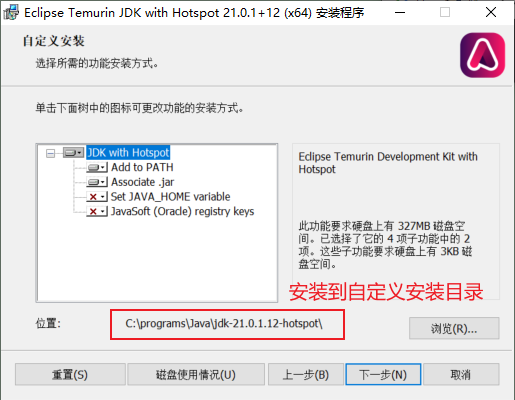 Eclipse Temurin JDK with Hotspot 21.0.1+12 (x64) 安装程序
自定义安装
选择所需的功能安装方式。
单击下面树中的图标可更改功能的安装方式。
JDK with Hotspot
Add to PATH
Associate .jar
Set JAVA_HOME variable
JavaSoft (Oracle) registry keys
Eclipse Temurin Development Kit with
Hotspot
此功能要求硬盘上有 327MB 磁盘空
间。已选择了它的 4 项子功能中的 2
项。这些子功能要求硬盘上有 3KB 磁
盘空间。
安装到自定义安装目录
位置:
C:\programs\Java\jdk-21.0.1.12-hotspot\
浏览(R)...
重置(S)
磁盘使用情况(U)
上一步(B)
下一步(N)
取消